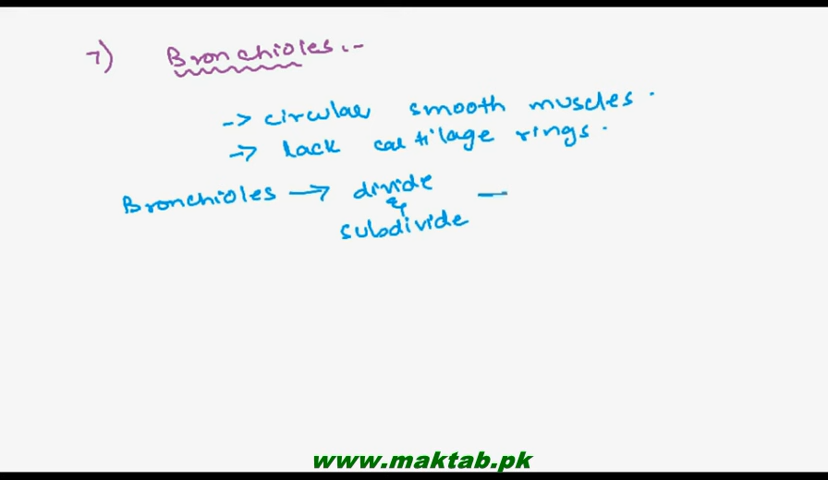 7) Bronchioles :-
-> circular smooth muscles.
-> lack cartilage rings.
Bronchioles -> divide –
&
subdivide
www.maktab.pk